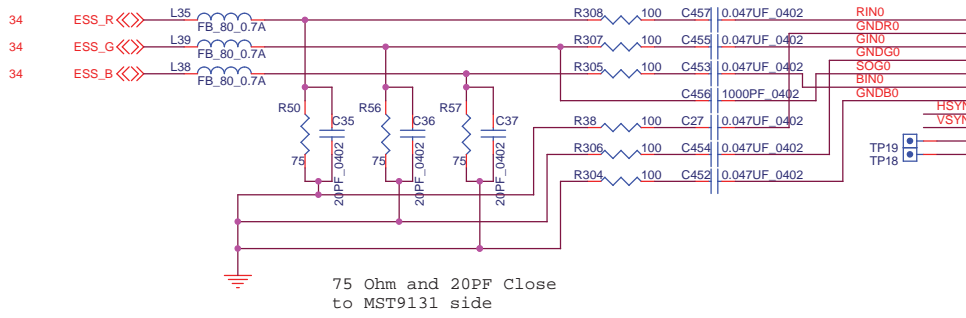 34 ESS_R L35 FB_80_0.7A R308 100 C457 0.047UF_0402 RIN0
GNDR0
34 ESS_G L39 FB_80_0.7A R307 100 C455 0.047UF_0402 GIN0
GNDG0
34 ESS_B L38 FB_80_0.7A R305 100 C453 0.047UF_0402 SOG0
BIN0
C456 1000PF_0402 GNDB0
R50 75 C35 20PF_0402
R56 75 C36 20PF_0402
R57 75 C37 20PF_0402
R38 100 C27 0.047UF_0402
R306 100 C454 0.047UF_0402
R304 100 C452 0.047UF_0402
HSYN
VSYN
TP19
TP18
75 Ohm and 20PF Close
to MST9131 side